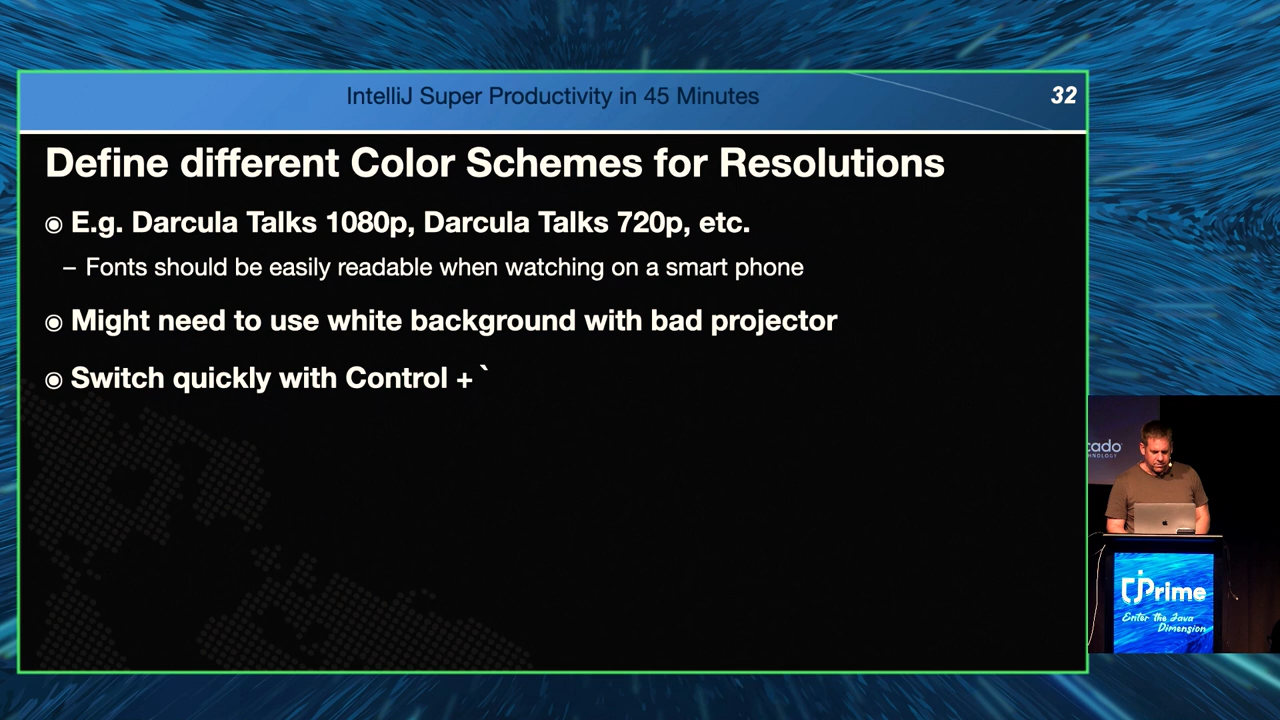 IntelliJ Super Productivity in 45 Minutes
32
Define different Color Schemes for Resolutions
◉ E.g. Darcula Talks 1080p, Darcula Talks 720p, etc.
– Fonts should be easily readable when watching on a smart phone
◉ Might need to use white background with bad projector
◉ Switch quickly with Control + `
cado
jPrime
Enter the Java
Dimension